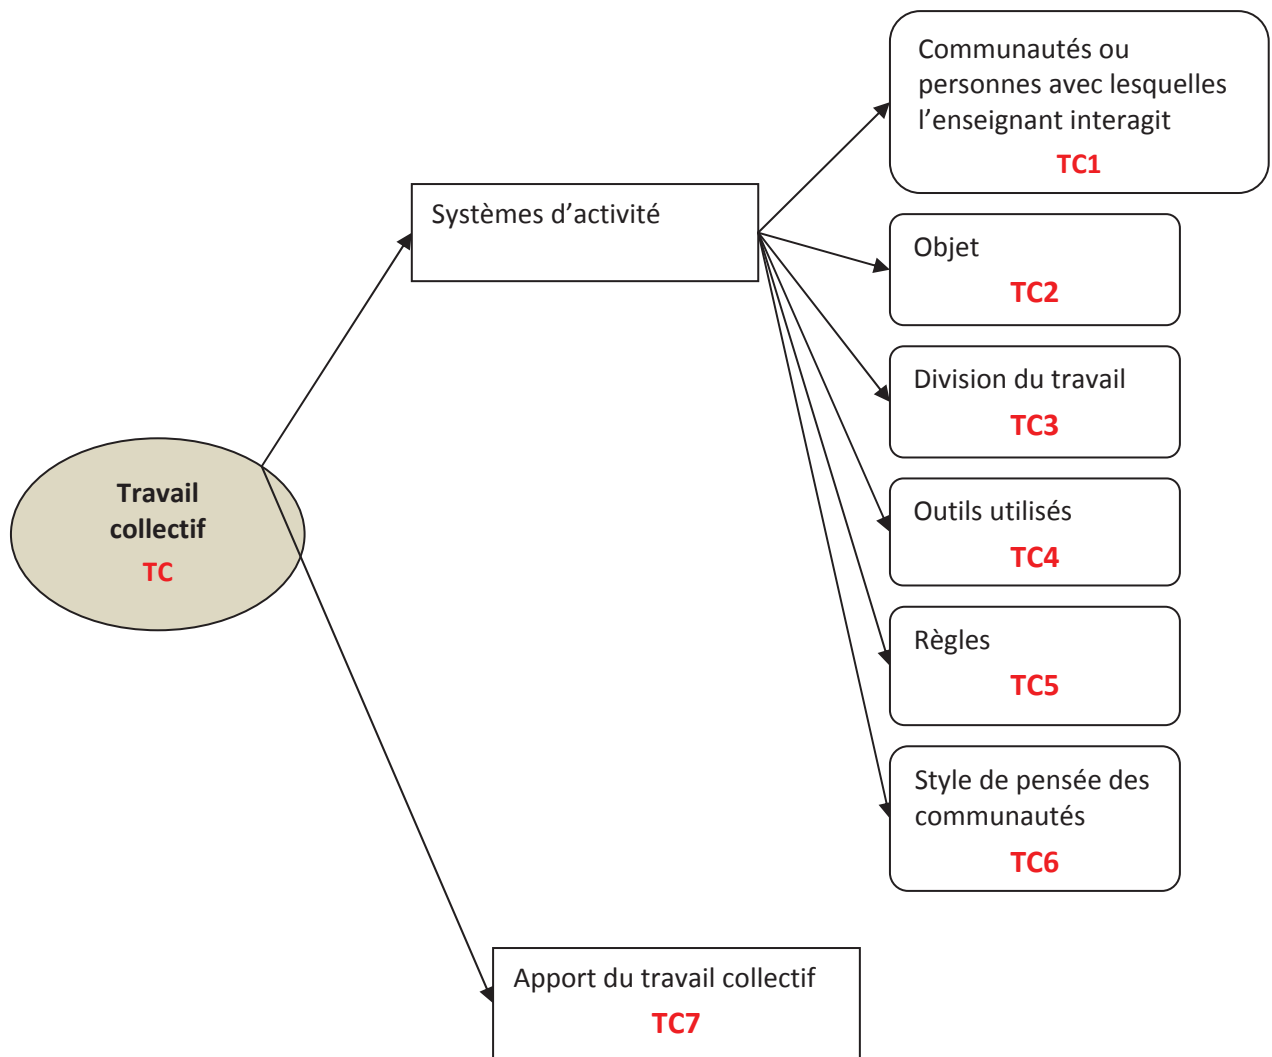 Communautés ou
personnes avec lesquelles
l’enseignant interagit
TC1
Systèmes d’activité
Objet
TC2
Division du travail
TC3
Travail
collectif
TC
Outils utilisés
TC4
Règles
TC5
Style de pensée des
communautés
TC6
Apport du travail collectif
TC7